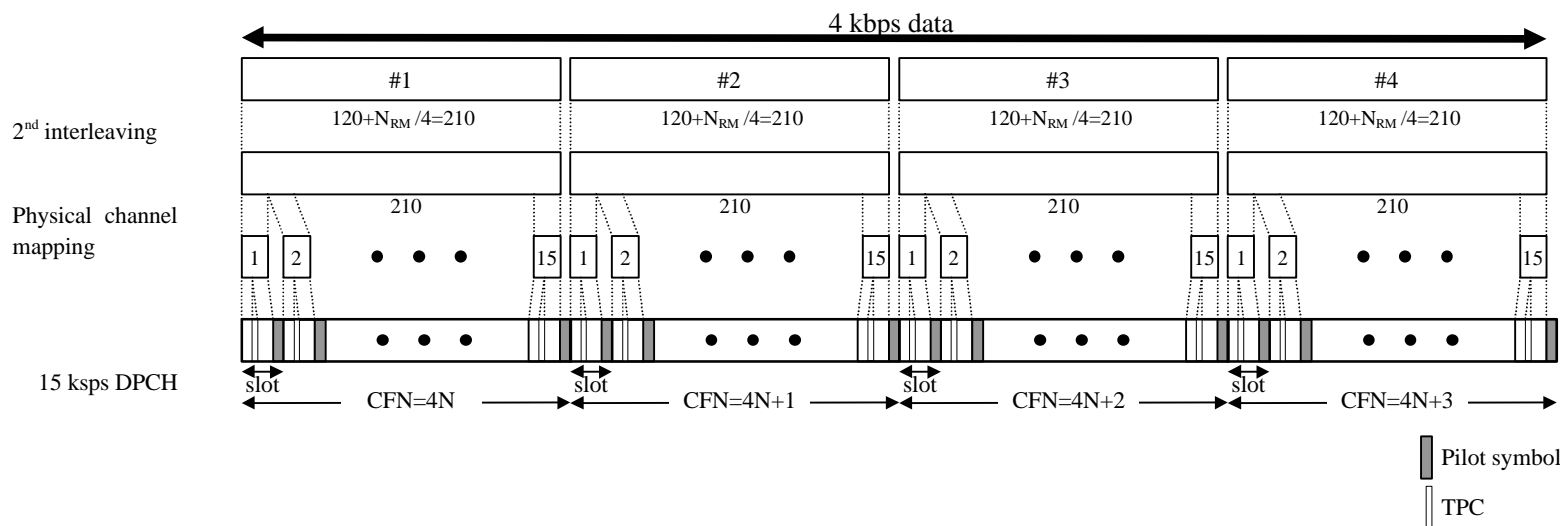 4 kbps data
#1 #2 #3 #4
2nd interleaving
120+NRM /4=210 120+NRM /4=210 120+NRM /4=210 120+NRM /4=210
Physical channel mapping
210 210 210 210
1 2 15 1 2 15 1 2 15 1 2 15
15 ksps DPCH
slot slot slot slot
CFN=4N CFN=4N+1 CFN=4N+2 CFN=4N+3
Pilot symbol
TPC